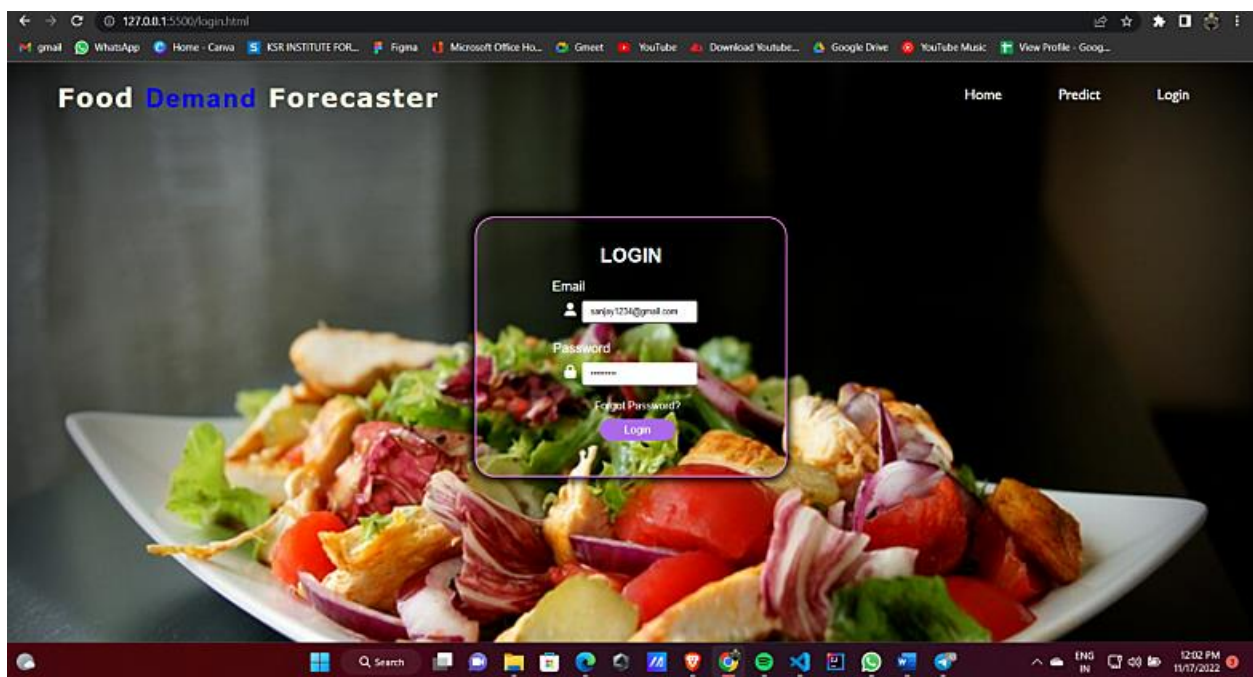 127.0.0.1:5500/login.html
gmail WhatsApp Home - Canva KSR INSTITUTE FOR... Figma Microsoft Office Ho... Gmeet YouTube Download Youtube... Google Drive YouTube Music View Profile - Goog...
Food Demand Forecaster Home Predict Login
LOGIN
Email
sanjay1234@gmail.com
Password
Forgot Password?
Login
Search ENG 12:02 PM
IN 11/17/2022 3